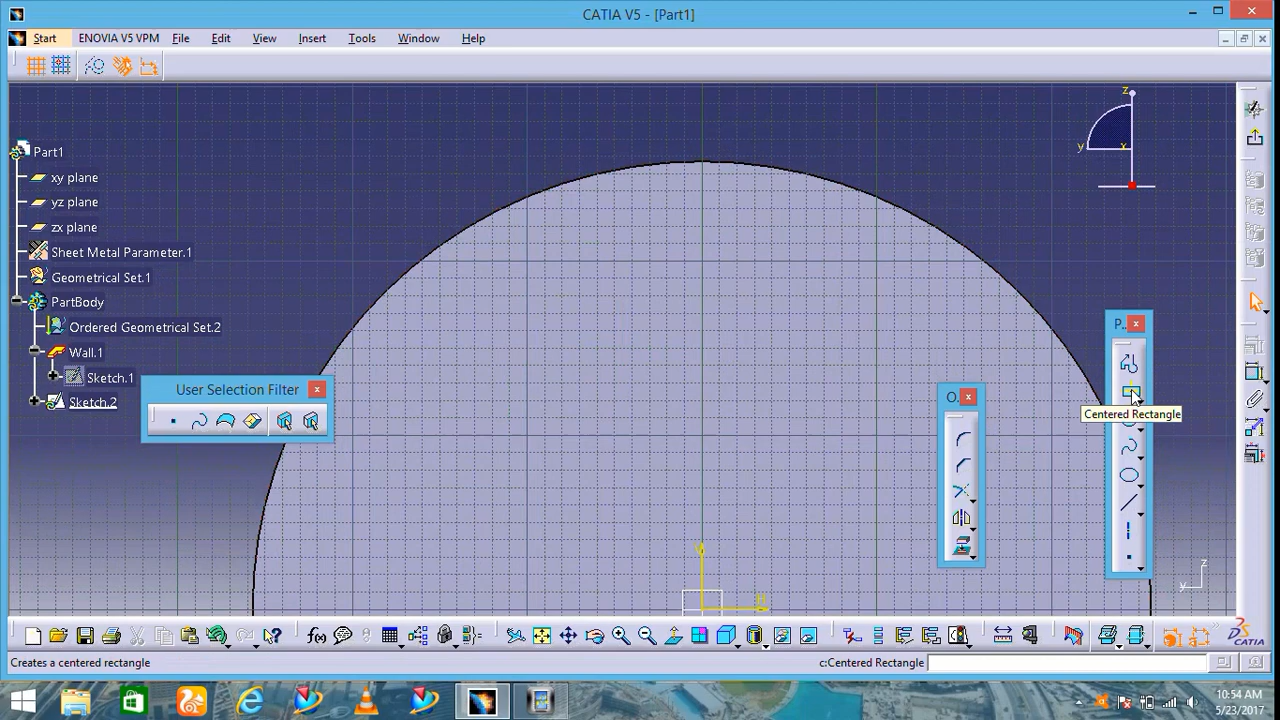 CATIA V5 - [Part1]
Start ENOVIA V5 VPM File Edit View Insert Tools Window Help
z
y x
Part1
xy plane
yz plane
zx plane
Sheet Metal Parameter.1
Geometrical Set.1
PartBody
Ordered Geometrical Set.2
Wall.1
Sketch.1
Sketch.2
User Selection Filter
P...
O...
Centered Rectangle
V
H
z
y
f(x)
DS CATIA
Creates a centered rectangle
c:Centered Rectangle
10:54 AM
5/23/2017